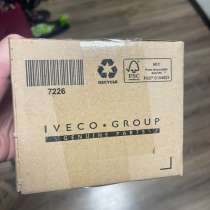 7226
RECYCLE
FSC
IVECO★GROUP
GENUINE PARTS